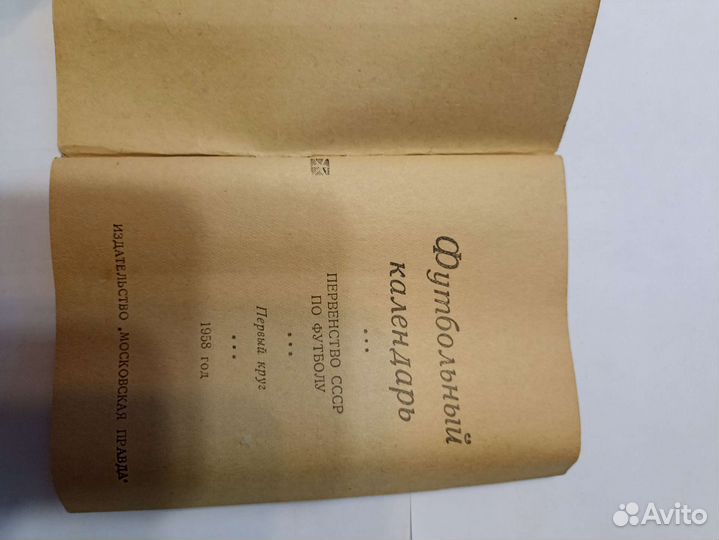 Футбольный
календарь
* * *
ПЕРВЕНСТВО СССР
ПО ФУТБОЛУ
* * *
Первый круг
* * *
1958 год
ИЗДАТЕЛЬСТВО „МОСКОВСКАЯ ПРАВДА"
Avito